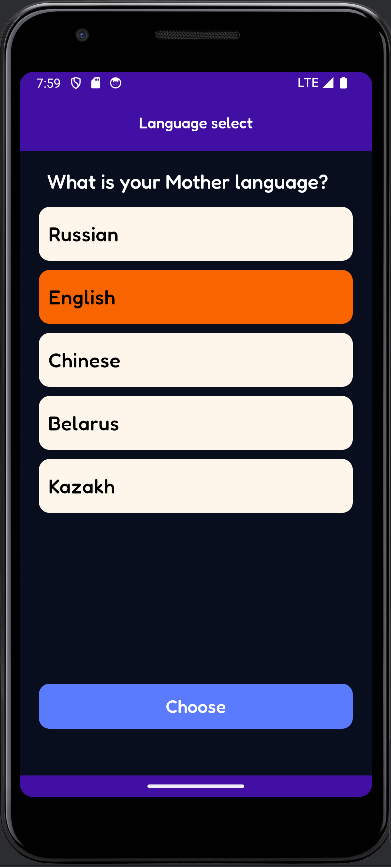 7:59 LTE
Language select
What is your Mother language?
Russian
English
Chinese
Belarus
Kazakh
Choose